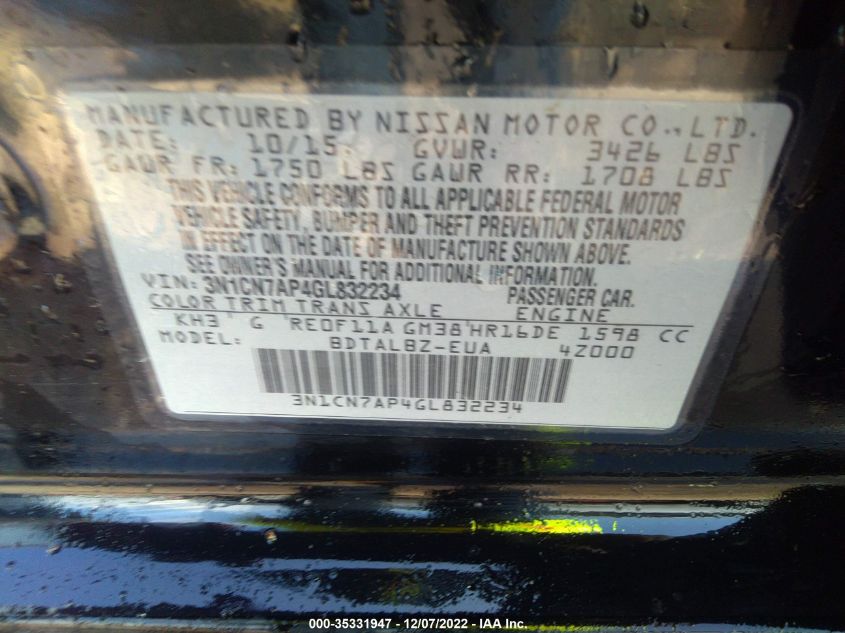 MANUFACTURED BY NISSAN MOTOR CO., LTD.
DATE: 10/15 GVWR: 3426 LBS
GAWR FR: 1750 LBS GAWR RR: 1708 LBS
THIS VEHICLE CONFORMS TO ALL APPLICABLE FEDERAL MOTOR
VEHICLE SAFETY, BUMPER AND THEFT PREVENTION STANDARDS
IN EFFECT ON THE DATE OF MANUFACTURE SHOWN ABOVE.
SEE OWNER'S MANUAL FOR ADDITIONAL INFORMATION.
VIN: 3N1CN7AP4GL832234 PASSENGER CAR.
COLOR TRIM TRANS AXLE ENGINE
KH3 G RE0F11A GM38 HR16DE 1598 CC
MODEL: BDTALBZ-EUA 4Z000
3N1CN7AP4GL832234
000-35331947 - 12/07/2022 - IAA Inc.